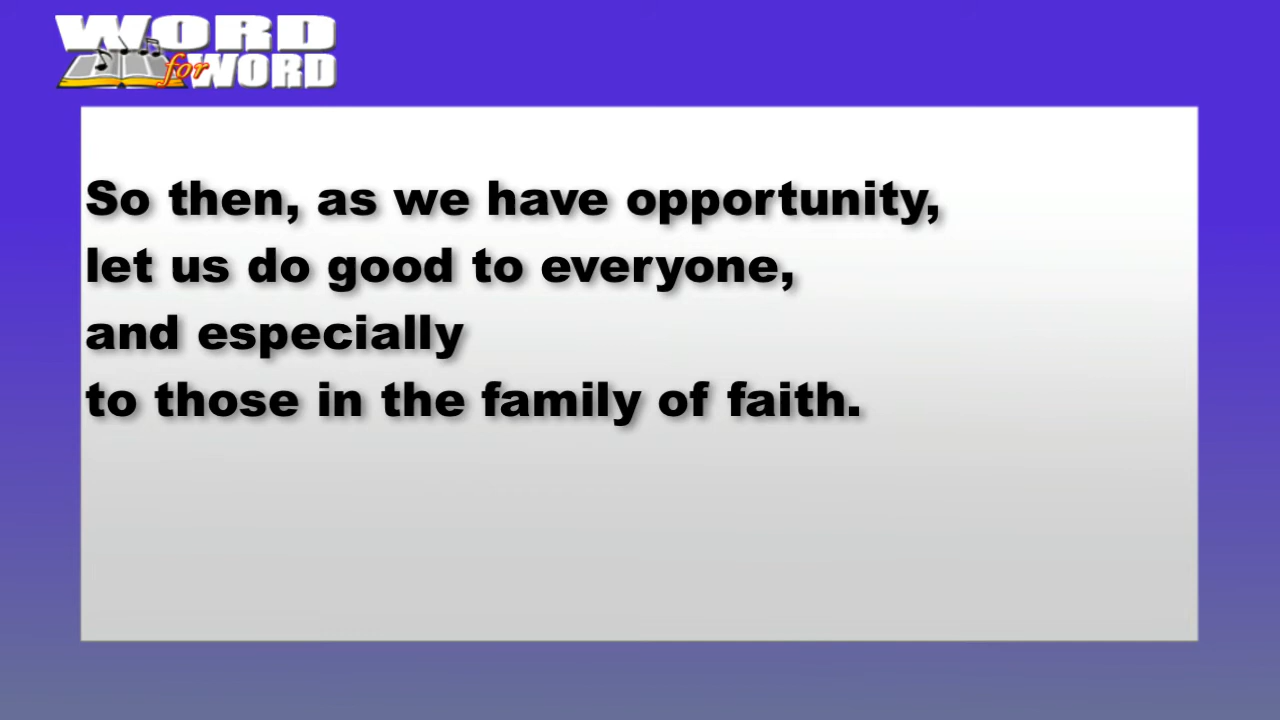 WORD
for WORD
So then, as we have opportunity,
let us do good to everyone,
and especially
to those in the family of faith.